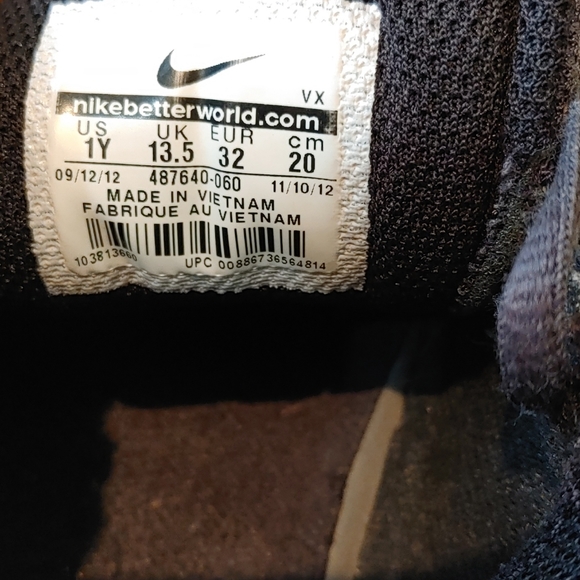 VX
nikebetterworld.com
US UK EUR cm
1Y 13.5 32 20
09/12/12 487640-060 11/10/12
MADE IN VIETNAM
FABRIQUE AU VIETNAM
UPC 00886736564814